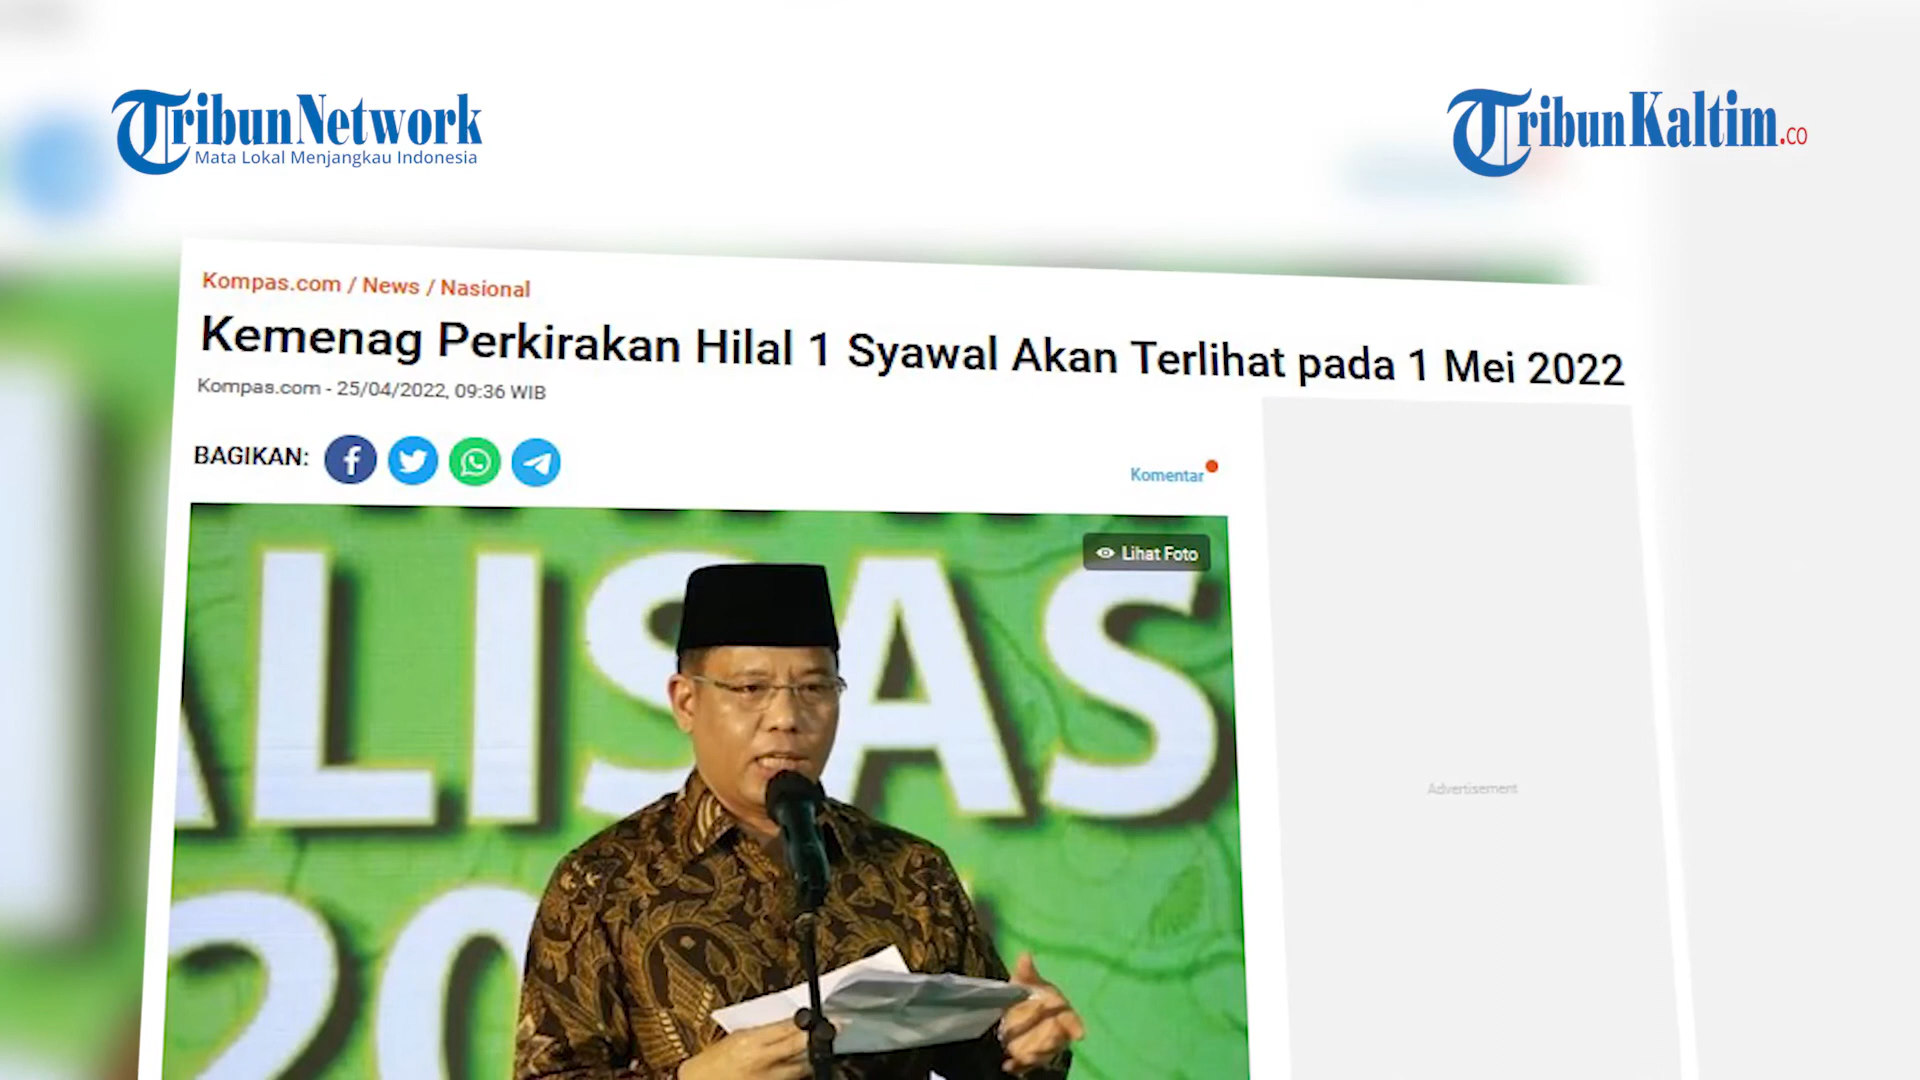 TribunNetwork
Mata Lokal Menjangkau Indonesia
TribunKaltim.co
Kompas.com / News / Nasional
Kemenag Perkirakan Hilal 1 Syawal Akan Terlihat pada 1 Mei 2022
Kompas.com - 25/04/2022, 09:36 WIB
BAGIKAN:
Komentar
Lihat Foto
ALISAS
20
Advertisement